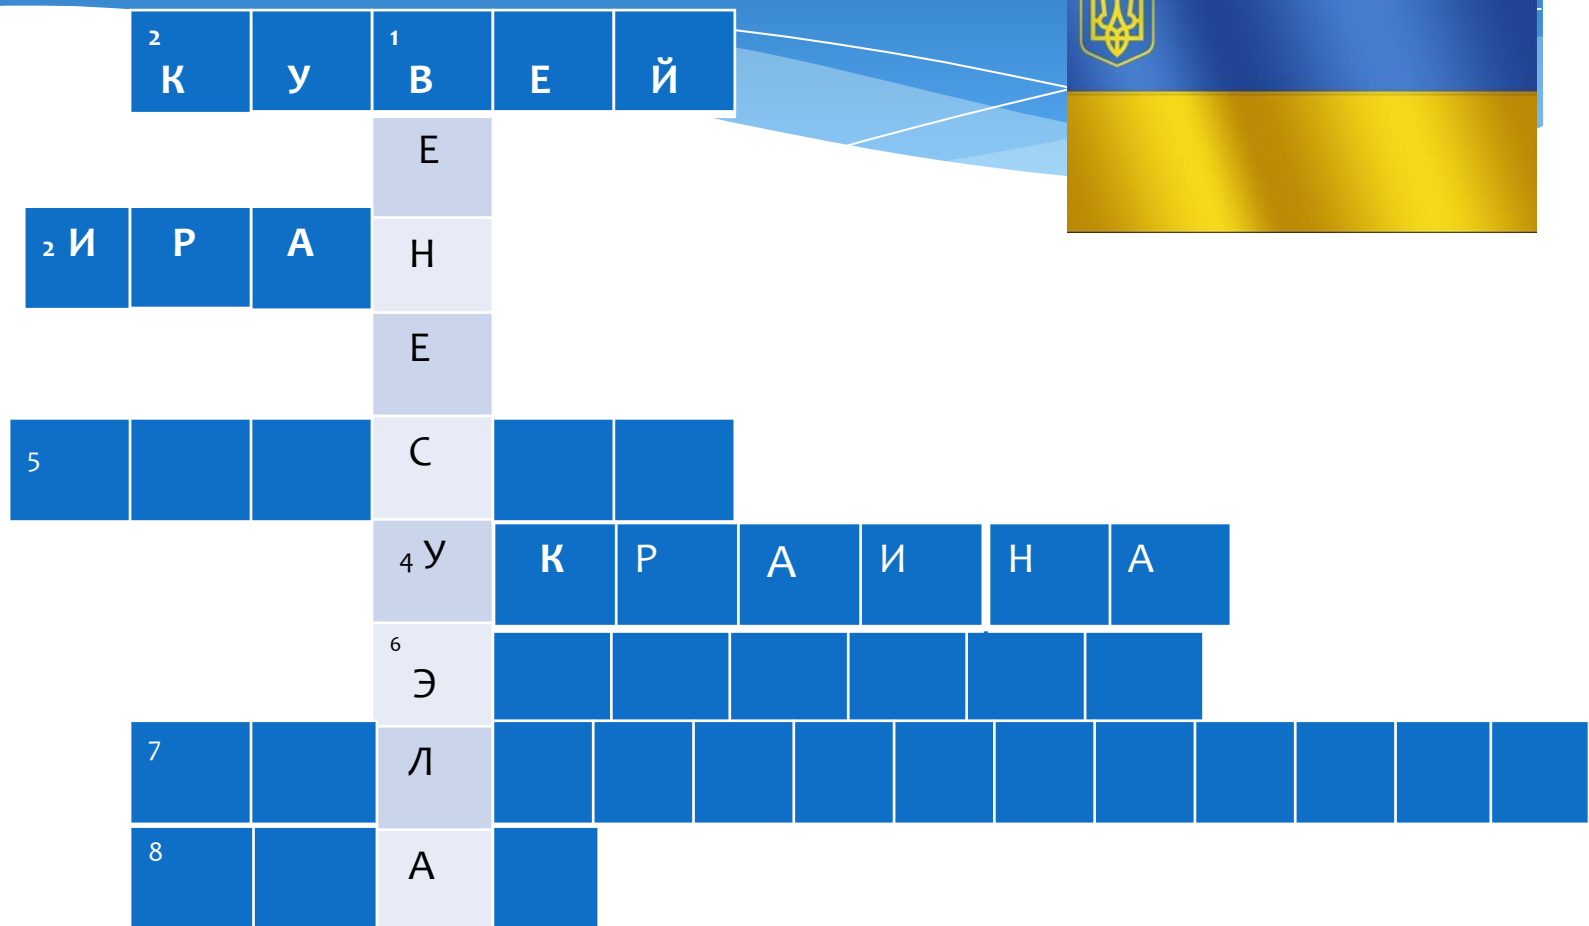 2 1
К У В Е Й
Е
2 И Р А Н
Е
5 С
4 У К Р А И Н А
6
Э
7 Л
8 А